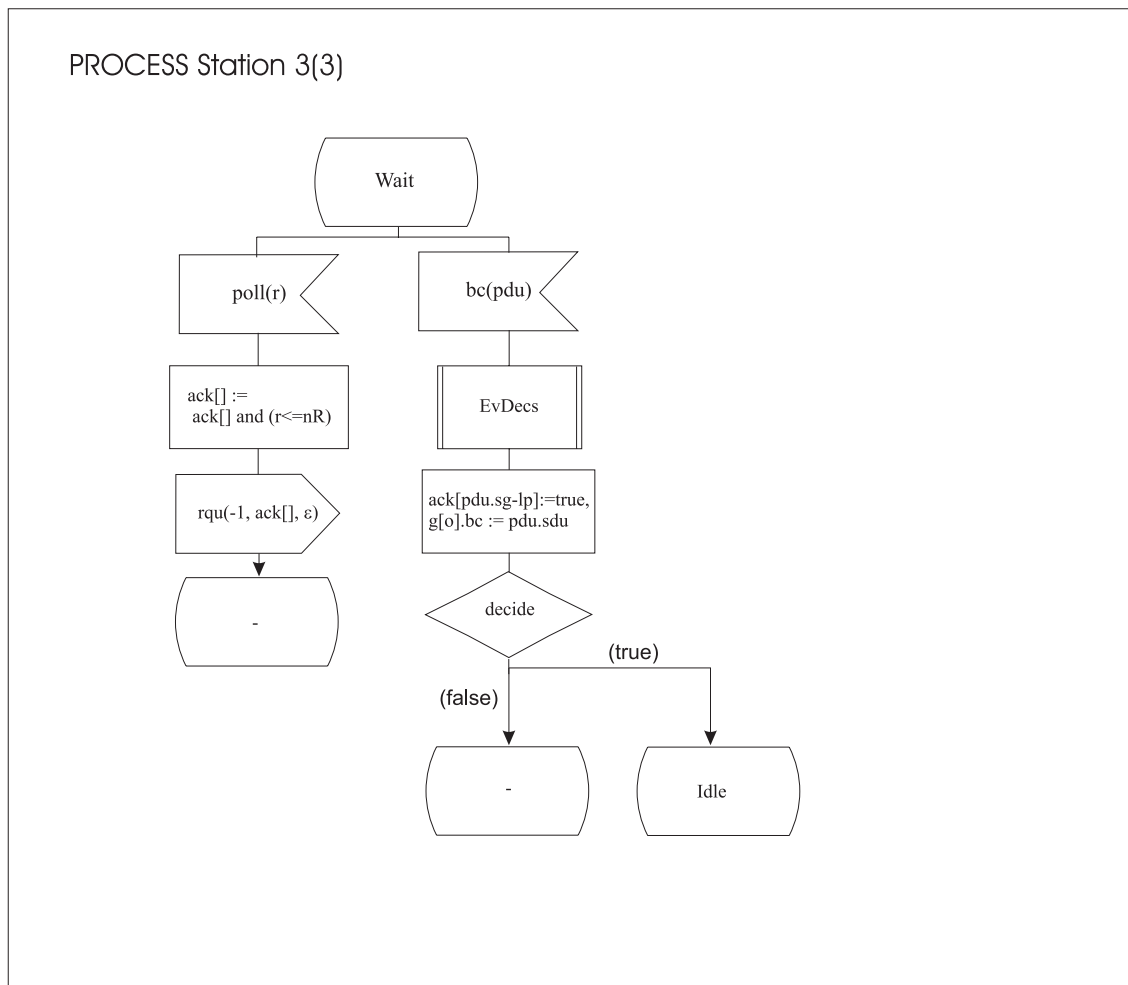 PROCESS Station 3(3)
Wait
poll(r)
bc(pdu)
ack[] :=
ack[] and (r<=nR)
EvDecs
rqu(-1, ack[], ε)
ack[pdu.sg-lp]:=true,
g[o].bc := pdu.sdu
-
decide
(true)
(false)
-
Idle